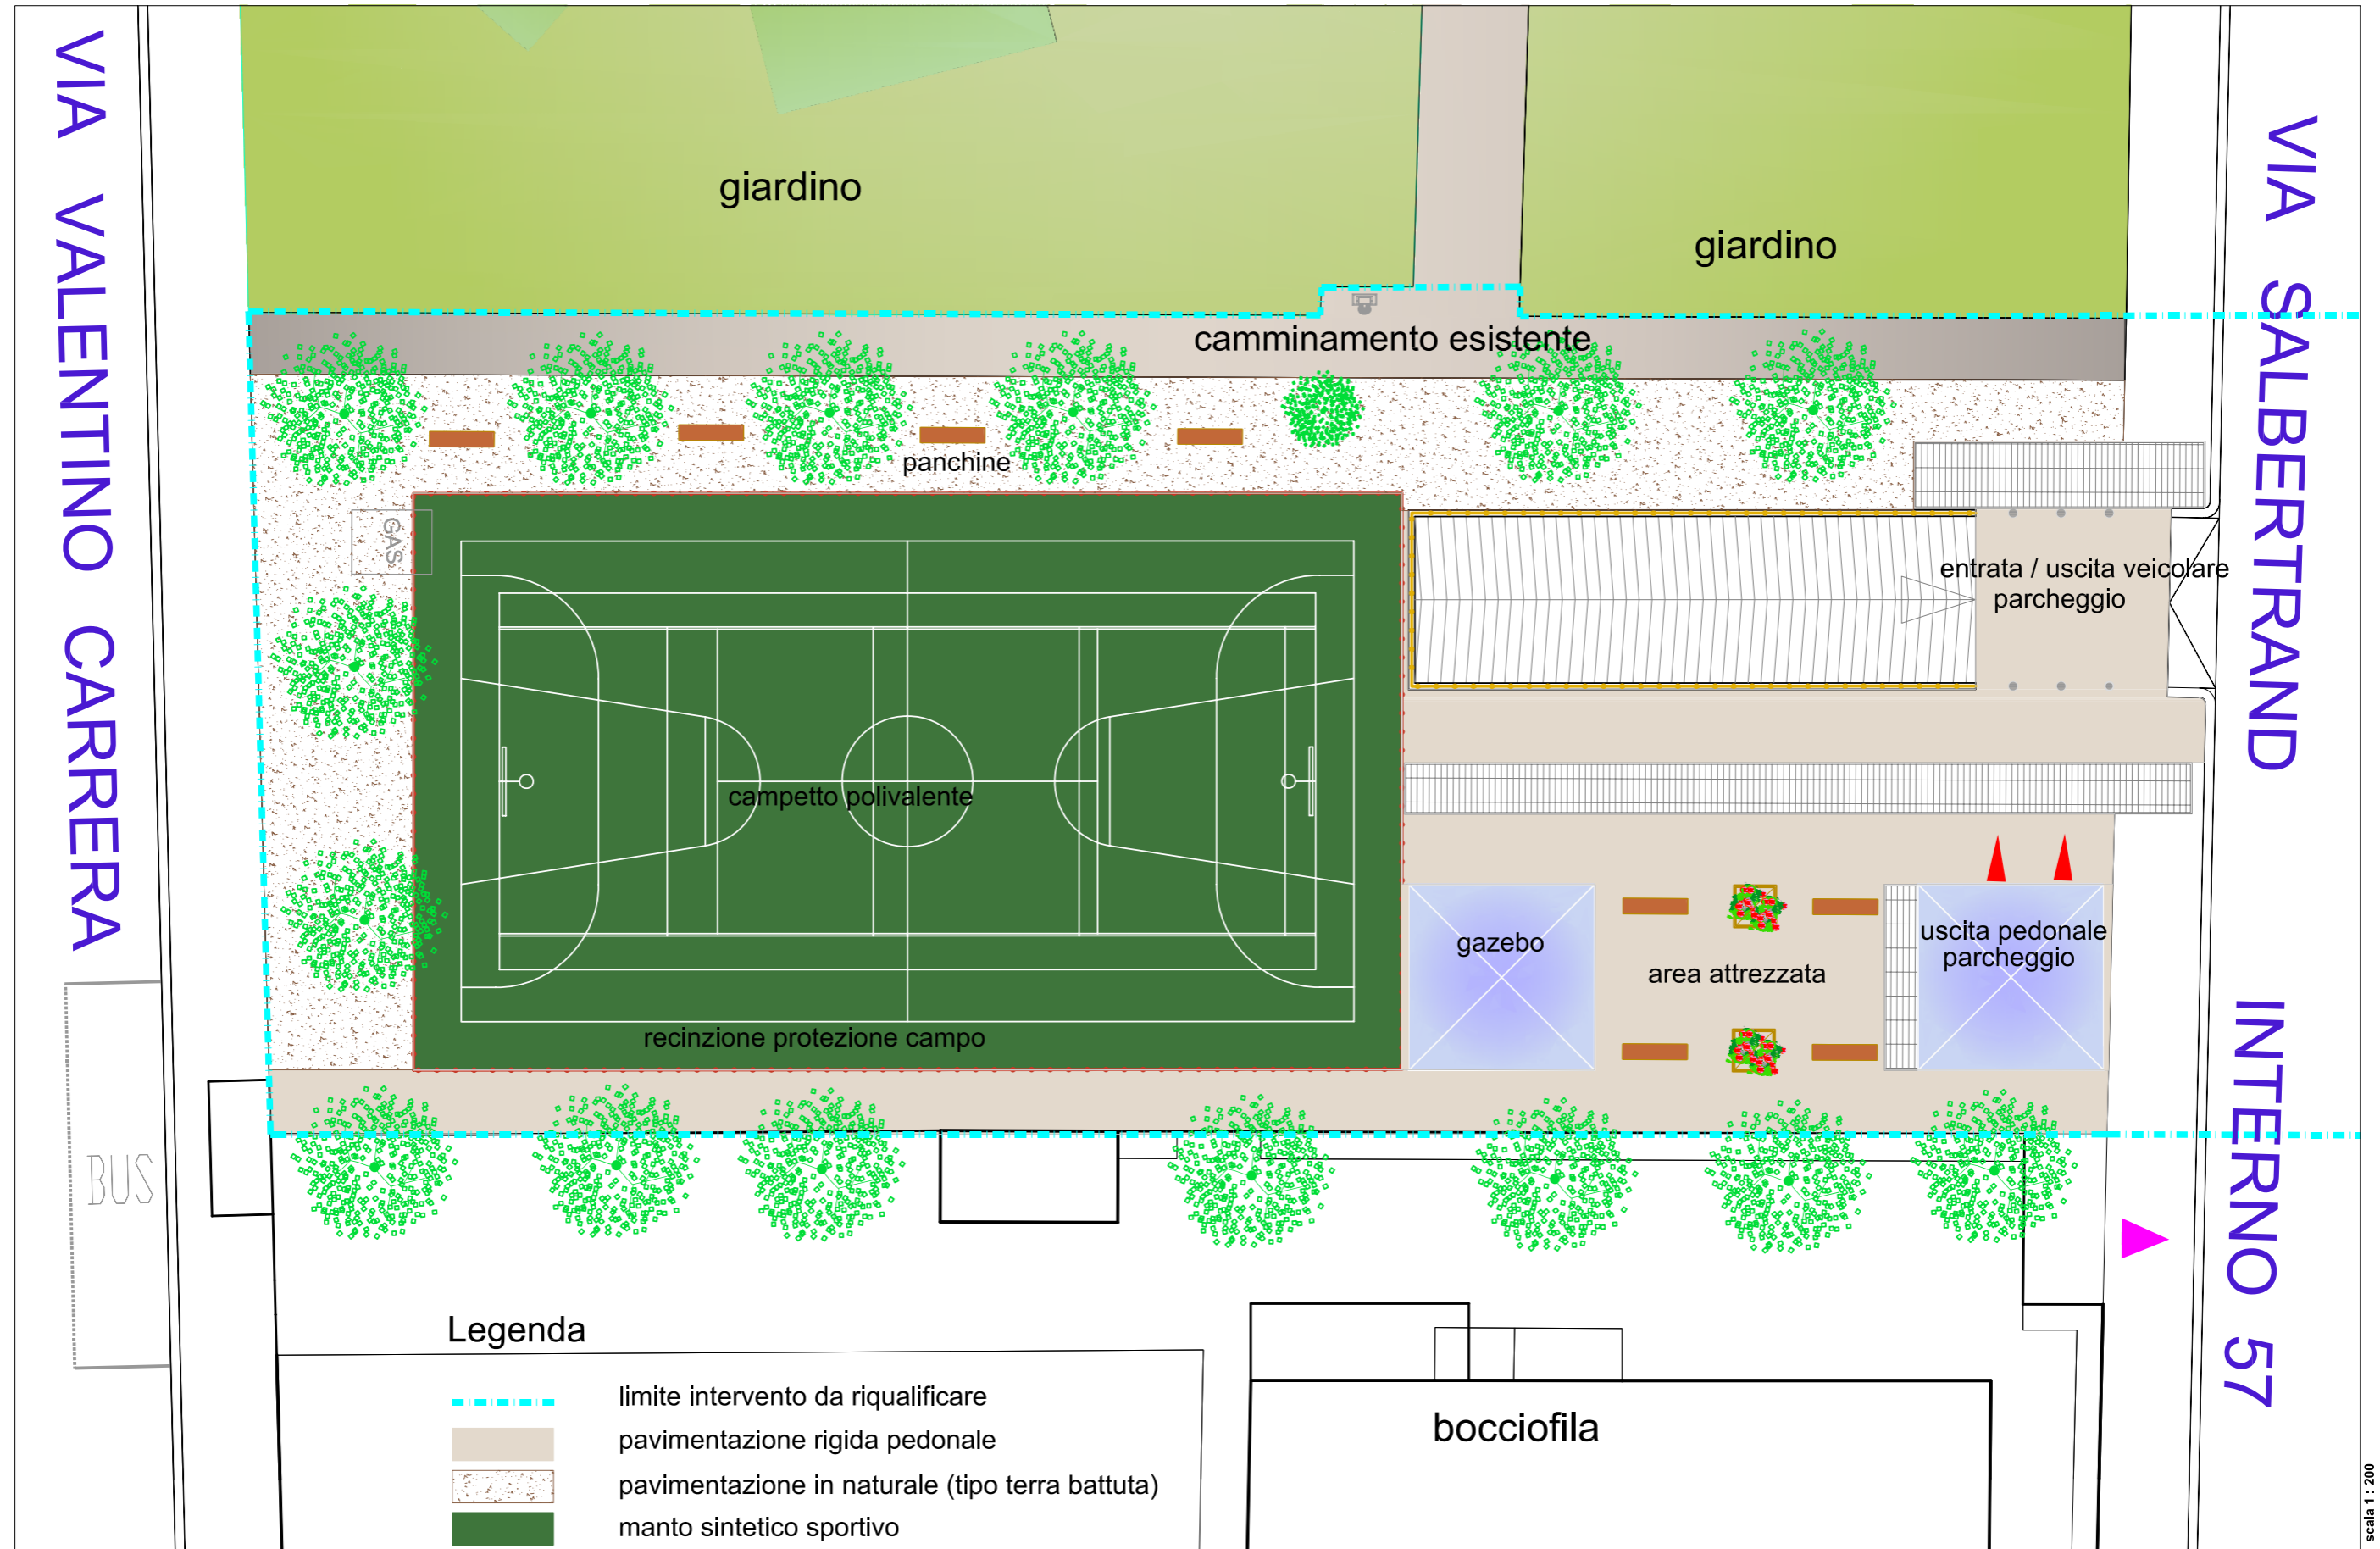 VIA VALENTINO CARRERA
VIA SALBERTRAND INTERNO 57
giardino
giardino
camminamento esistente
panchine
GAS
entrata / uscita veicolare
parcheggio
campetto polivalente
recinzione protezione campo
gazebo
area attrezzata
uscita pedonale
parcheggio
BUS
bocciofila
Legenda
limite intervento da riqualificare
pavimentazione rigida pedonale
pavimentazione in naturale (tipo terra battuta)
manto sintetico sportivo
scala 1 : 200